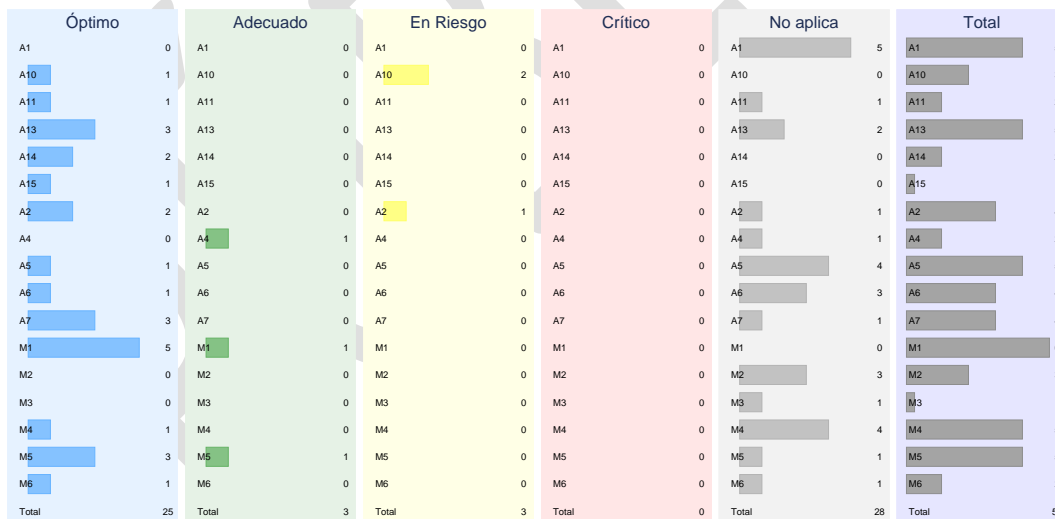 Óptimo Adecuado En Riesgo Crítico No aplica Total
A1 0 A1 0 A1 0 A1 0 A1 5 A1
A10 1 A10 0 A10 2 A10 0 A10 0 A10
A11 1 A11 0 A11 0 A11 0 A11 1 A11
A13 3 A13 0 A13 0 A13 0 A13 2 A13
A14 2 A14 0 A14 0 A14 0 A14 0 A14
A15 1 A15 0 A15 0 A15 0 A15 0 A15
A2 2 A2 0 A2 1 A2 0 A2 1 A2
A4 0 A4 1 A4 0 A4 0 A4 1 A4
A5 1 A5 0 A5 0 A5 0 A5 4 A5
A6 1 A6 0 A6 0 A6 0 A6 3 A6
A7 3 A7 0 A7 0 A7 0 A7 1 A7
M1 5 M1 1 M1 0 M1 0 M1 0 M1
M2 0 M2 0 M2 0 M2 0 M2 3 M2
M3 0 M3 0 M3 0 M3 0 M3 1 M3
M4 1 M4 0 M4 0 M4 0 M4 4 M4
M5 3 M5 1 M5 0 M5 0 M5 1 M5
M6 1 M6 0 M6 0 M6 0 M6 1 M6
Total 25 Total 3 Total 3 Total 0 Total 28 Total